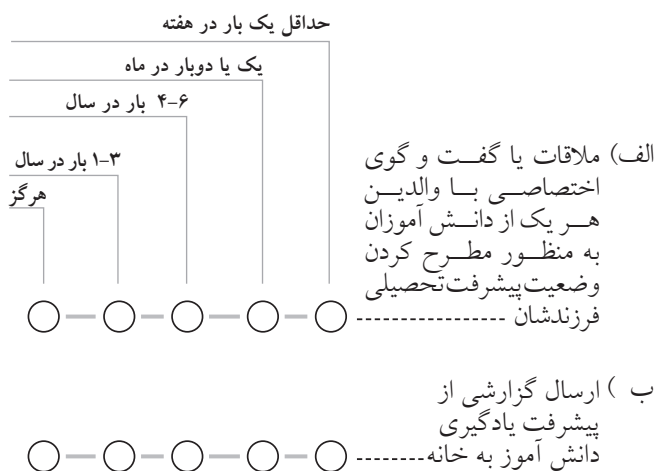 حداقل یک بار در هفته
یک یا دوبار در ماه
۴-۶ بار در سال
۱-۳ بار در سال
هرگز
الف) ملاقات یا گفت و گوی
اختصاصی با والدین
هر یک از دانش آموزان
به منظور مطرح کردن
وضعیت پیشرفت تحصیلی
فرزندشان ----------------
ب ) ارسال گزارشی از
پیشرفت یادگیری
دانش آموز به خانه--------